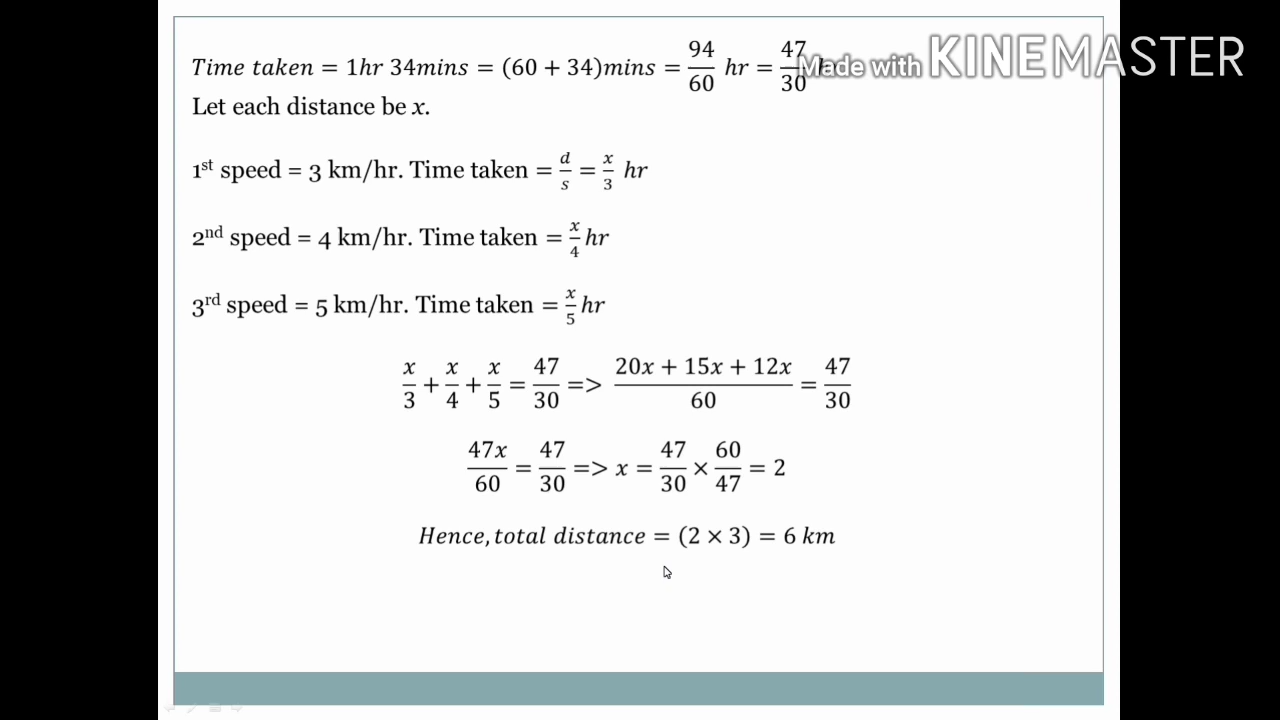 Time taken = 1hr 34mins = (60 + 34)mins = 94/60 hr = 47/30
Made with KINEMASTER
Let each distance be x.
1st speed = 3 km/hr. Time taken = d/s = x/3 hr
2nd speed = 4 km/hr. Time taken = x/4 hr
3rd speed = 5 km/hr. Time taken = x/5 hr
x/3 + x/4 + x/5 = 47/30 => 20x + 15x + 12x/60 = 47/30
47x/60 = 47/30 => x = 47/30 × 60/47 = 2
Hence, total distance = (2 × 3) = 6 km